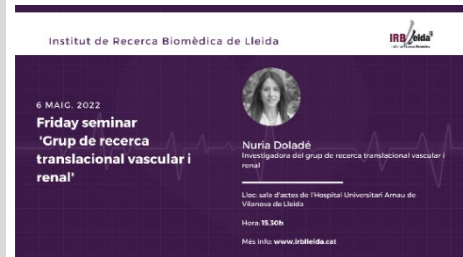 Institut de Recerca Biomèdica de Lleida
IRBLleida
6 MAIG. 2022
Friday seminar
'Grup de recerca
translacional vascular i
renal'
Nuria Doladé
Investigadora del grup de recerca translacional vascular i
renal
Lloc: sala d'actes de l'Hospital Universitari Arnau de
Vilanova de Lleida
Hora: 15.30h
Més info: www.irblleida.cat